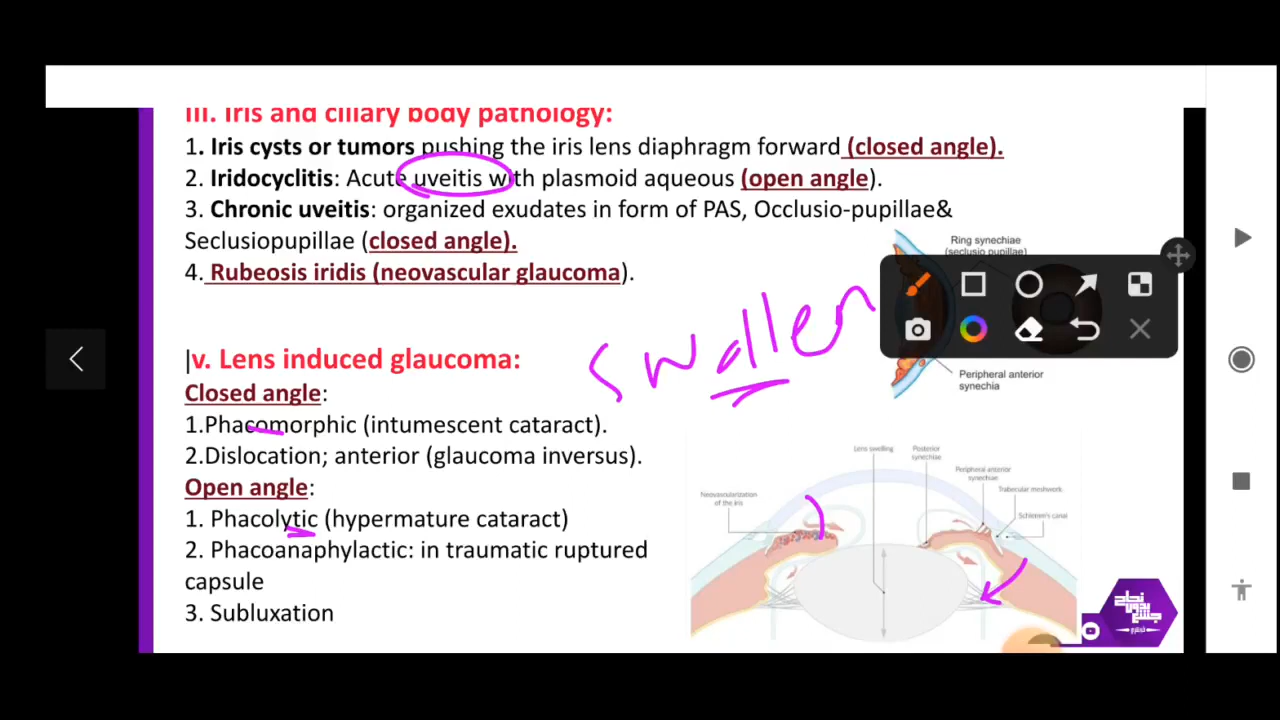 III. Iris and ciliary body pathology:
1. Iris cysts or tumors pushing the iris lens diaphragm forward (closed angle).
2. Iridocyclitis: Acute uveitis with plasmoid aqueous (open angle).
3. Chronic uveitis: organized exudates in form of PAS, Occlusio-pupillae&
Seclusiopupillae (closed angle).
4. Rubeosis iridis (neovascular glaucoma).
Ring synechiae
(seclusio pupillae)
Peripheral anterior
synechia
swollen
Iv. Lens induced glaucoma:
Closed angle:
1.Phacomorphic (intumescent cataract).
2.Dislocation; anterior (glaucoma inversus).
Open angle:
1. Phacolytic (hypermature cataract)
2. Phacoanaphylactic: in traumatic ruptured
capsule
3. Subluxation
Lens swelling
Posterior
synechiae
Peripheral anterior
synechiae
Trabecular meshwork
Schlemm's canal
Neovascularization
of the iris